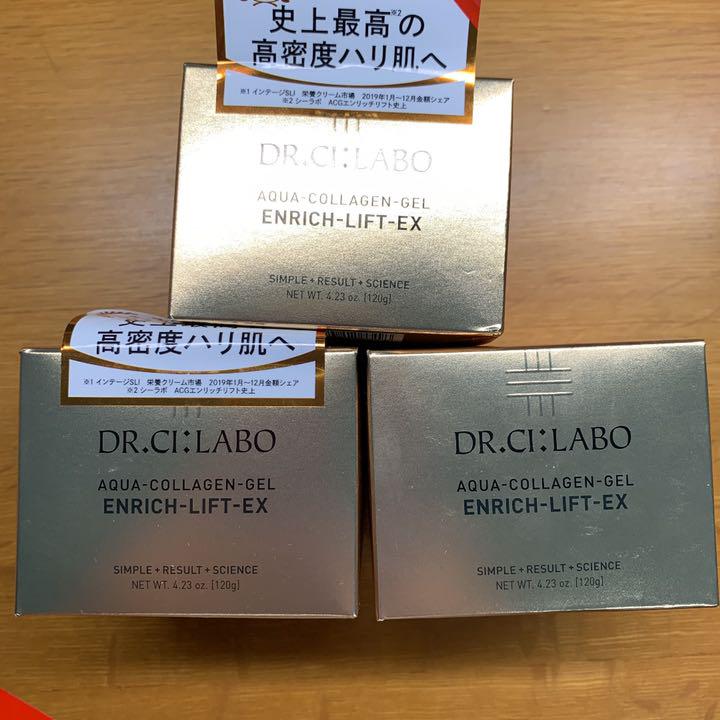 史上最高※2の
高密度ハリ肌へ
※1 インテージSLI 栄養クリーム市場 2019年1月~12月金額シェア
※2 シーラボ ACGエンリッチリフト史上
DR.CI:LABO
AQUA-COLLAGEN-GEL
ENRICH-LIFT-EX
SIMPLE+RESULT+SCIENCE
NET WT. 4.23 oz. [120g]
史上最高
高密度ハリ肌へ
※1 インテージSLI 栄養クリーム市場 2019年1月~12月金額シェア
※2 シーラボ ACGエンリッチリフト史上
DR.CI:LABO
AQUA-COLLAGEN-GEL
ENRICH-LIFT-EX
SIMPLE+RESULT+SCIENCE
NET WT. 4.23 oz. [120g]
DR.CI:LABO
AQUA-COLLAGEN-GEL
ENRICH-LIFT-EX
SIMPLE+RESULT+SCIENCE
NET WT. 4.23 oz. [120g]